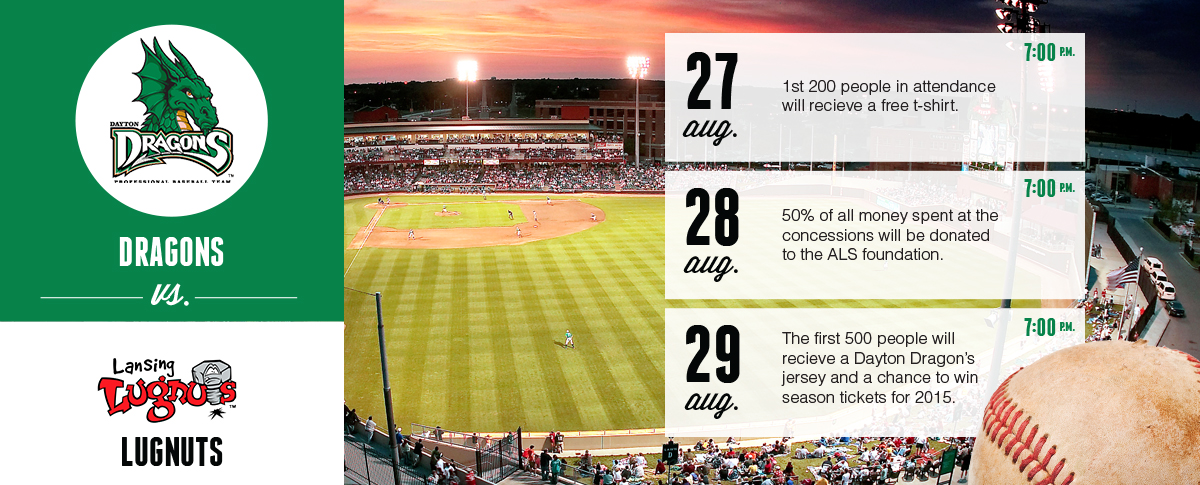 DAYTON
DRAGONS
TM
PROFESSIONAL BASEBALL TEAM
DRAGONS
vs.
Lansing
Lugnuts
TM
LUGNUTS
27
aug.
1st 200 people in attendance
will recieve a free t-shirt.
7:00 P.M.
28
aug.
50% of all money spent at the
concessions will be donated
to the ALS foundation.
7:00 P.M.
29
aug.
The first 500 people will
recieve a Dayton Dragon's
jersey and a chance to win
season tickets for 2015.
7:00 P.M.